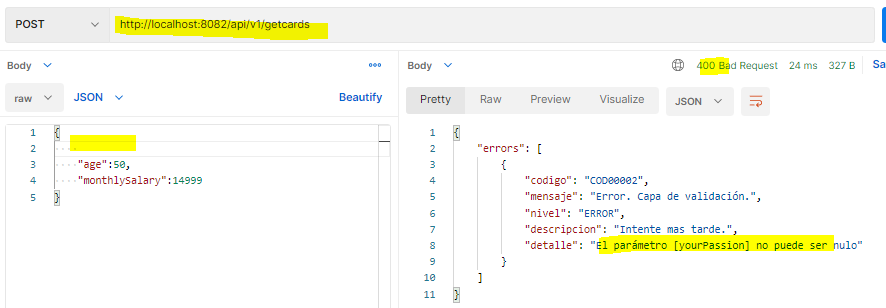 POST http://localhost:8082/api/v1/getcards
Body
raw JSON Beautify
1 {
2
3 "age":50,
4 "monthlySalary":14999
5 }
Body 400 Bad Request 24 ms 327 B Sa
Pretty Raw Preview Visualize JSON
1 {
2 "errors": [
3 {
4 "codigo": "COD00002",
5 "mensaje": "Error. Capa de validación.",
6 "nivel": "ERROR",
7 "descripcion": "Intente mas tarde.",
8 "detalle": "El parámetro [yourPassion] no puede ser nulo"
9 }
10 ]
11 }